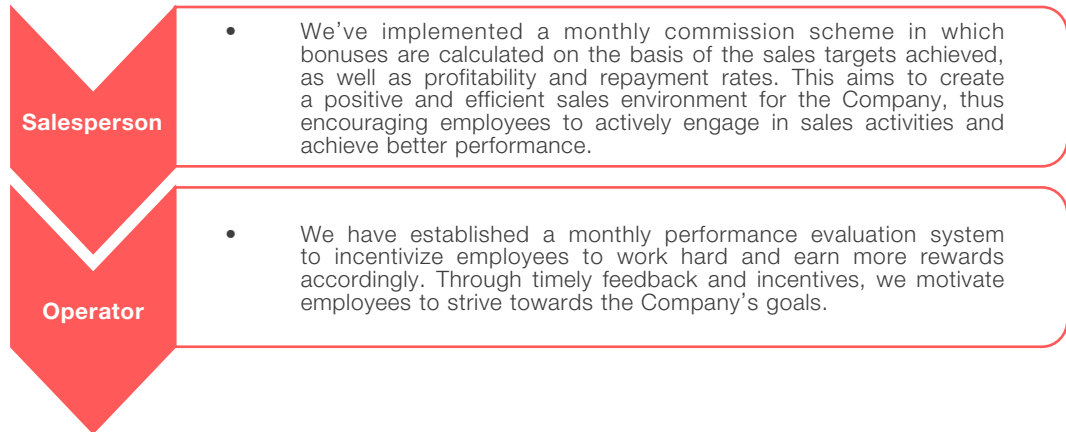 Salesperson
• We’ve implemented a monthly commission scheme in which
bonuses are calculated on the basis of the sales targets achieved,
as well as profitability and repayment rates. This aims to create
a positive and efficient sales environment for the Company, thus
encouraging employees to actively engage in sales activities and
achieve better performance.
Operator
• We have established a monthly performance evaluation system
to incentivize employees to work hard and earn more rewards
accordingly. Through timely feedback and incentives, we motivate
employees to strive towards the Company’s goals.